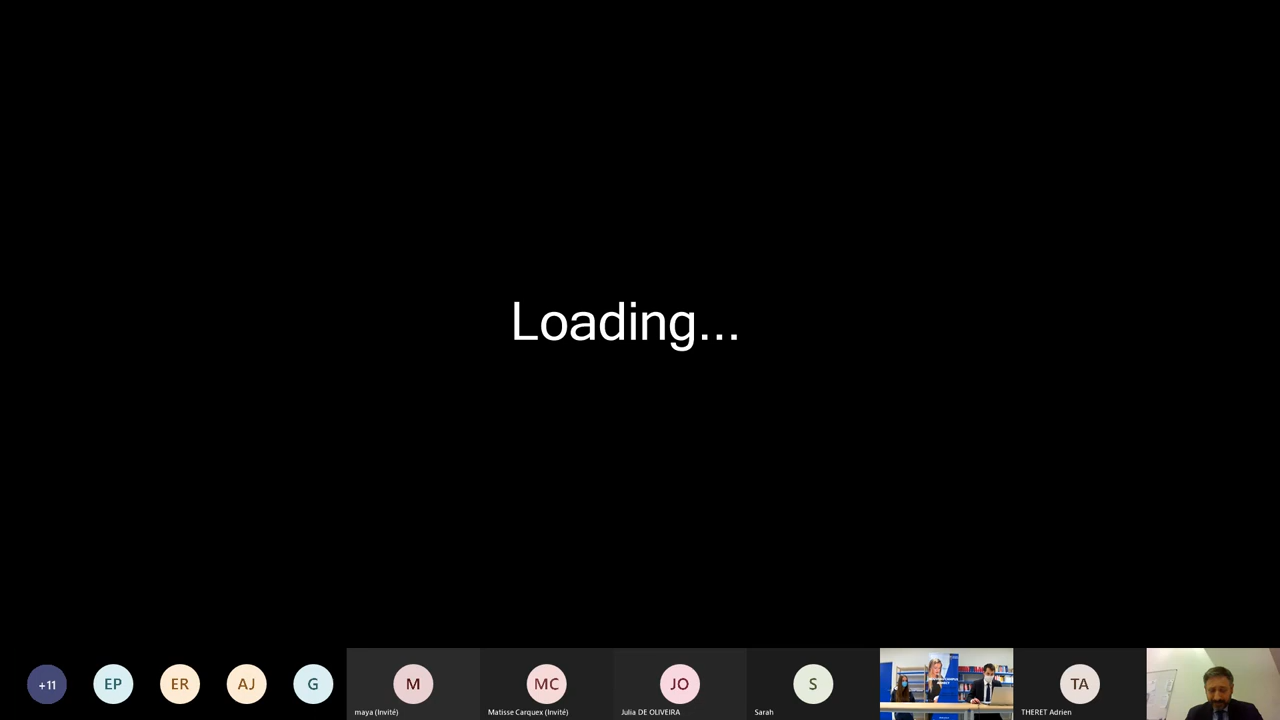 Loading...
+11
EP
ER
AJ
G
M
MC
JO
S
TA
maya (Invité)
Matisse Carquex (Invité)
Julia DE OLIVEIRA
Sarah
THERET Adrien